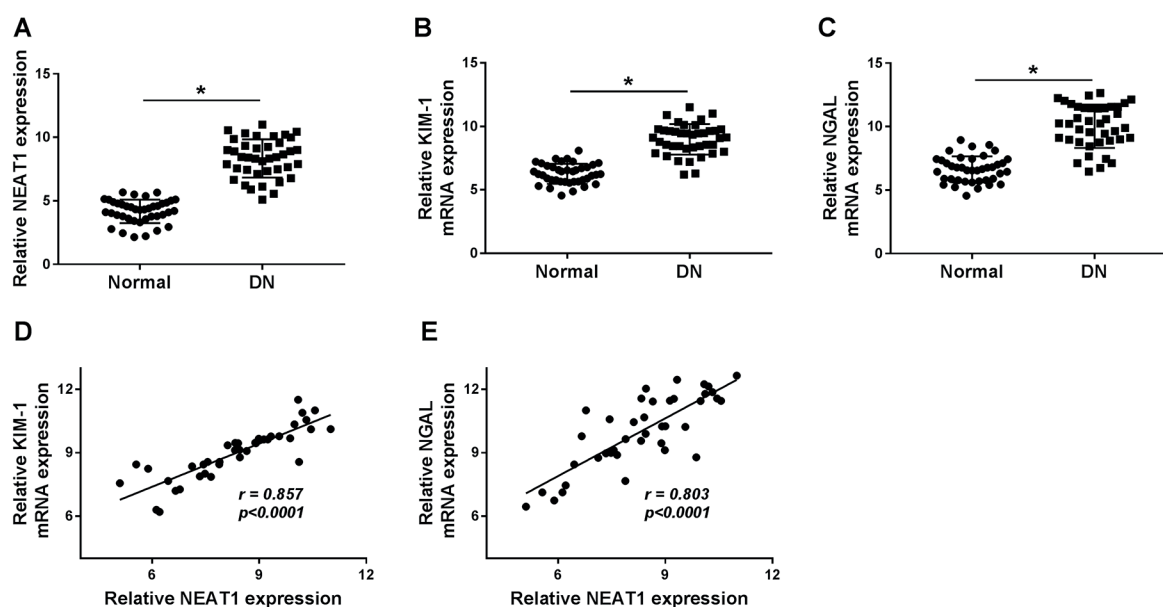 A
Relative NEAT1 expression
15
10
5
0
*
Normal
DN
B
Relative KIM-1
mRNA expression
15
10
5
0
*
Normal
DN
C
Relative NGAL
mRNA expression
15
10
5
0
*
Normal
DN
D
Relative KIM-1
mRNA expression
12
9
6
r = 0.857
p<0.0001
6
9
12
Relative NEAT1 expression
E
Relative NGAL
mRNA expression
12
9
6
r = 0.803
p<0.0001
6
9
12
Relative NEAT1 expression